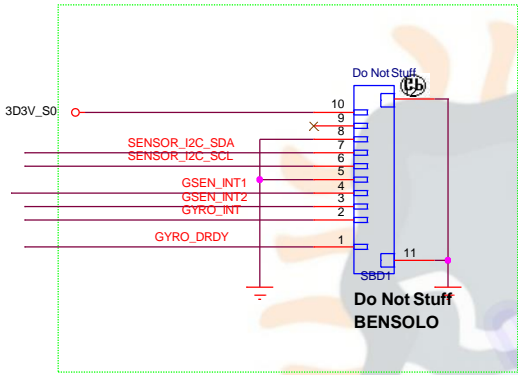 Do Not Stuff
12
3D3V_S0
10
9
8
SENSOR_I2C_SDA
7
SENSOR_I2C_SCL
6
5
GSEN_INT1
4
GSEN_INT2
3
GYRO_INT
2
GYRO_DRDY
1
11
SBD1
Do Not Stuff
BENSOLO